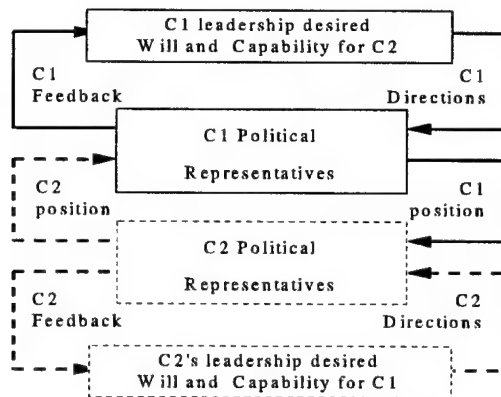 C1 leadership desired
Will and Capability for C2
C1
Feedback
C1
Directions
C1 Political
Representatives
C2
position
C1
position
C2 Political
Representatives
C2
Feedback
C2
Directions
C2's leadership desired
Will and Capability for C1